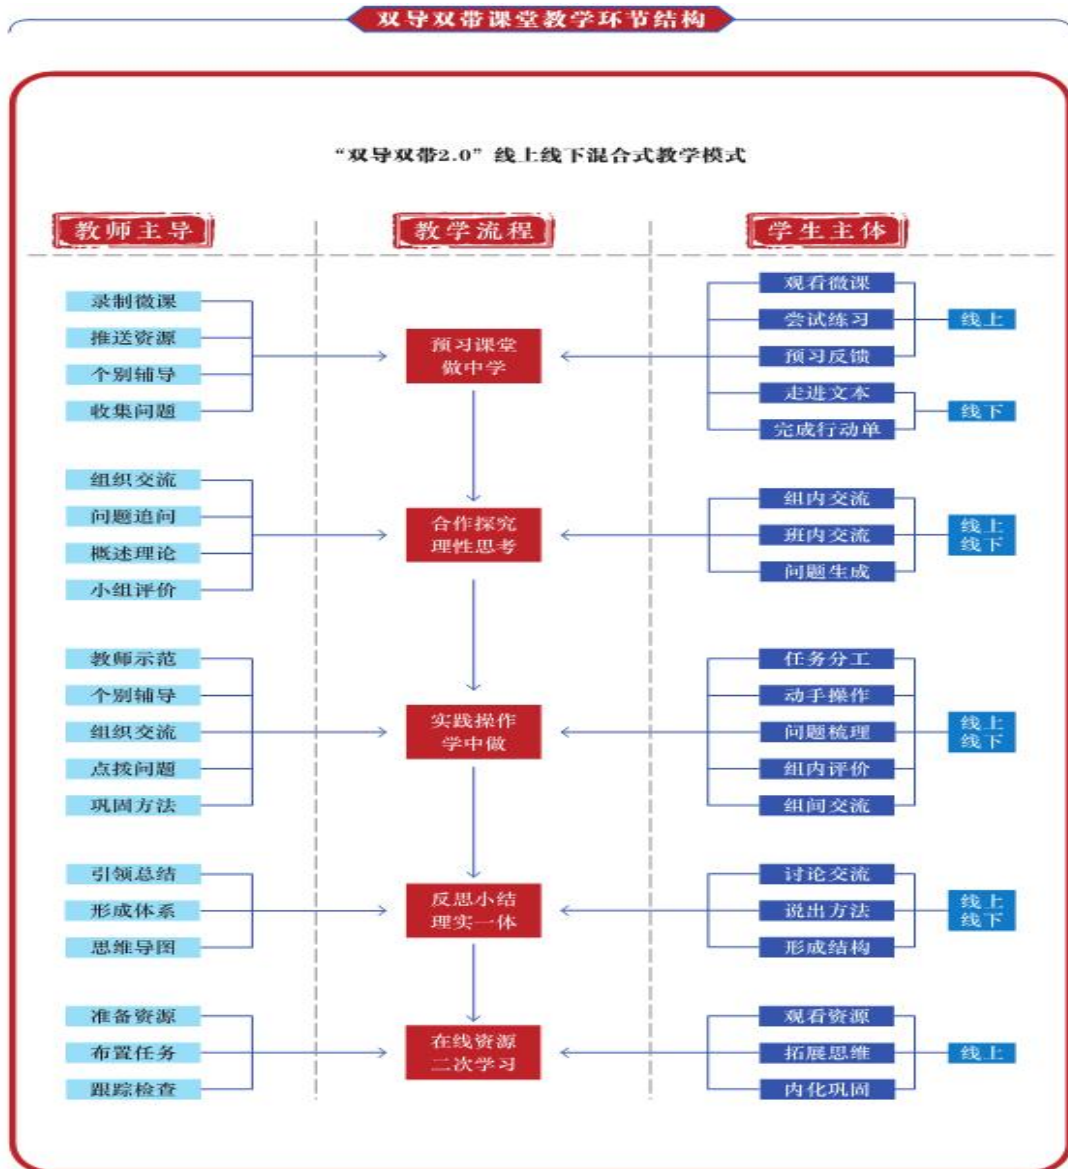 双导双带课堂教学环节结构
“双导双带2.0”线上线下混合式教学模式
教师主导
教学流程
学生主体
录制微课
推送资源
个别辅导
收集问题
预习课堂
做中学
观看微课
尝试练习
预习反馈
走进文本
完成行动单
线上
线下
组织交流
问题追问
概述理论
小组评价
合作探究
理性思考
组内交流
班内交流
问题生成
线上
线下
教师示范
个别辅导
组织交流
点拨问题
巩固方法
实践操作
学中做
任务分工
动手操作
问题梳理
组内评价
组间交流
线上
线下
引领总结
形成体系
思维导图
反思小结
理实一体
讨论交流
说出方法
形成结构
线上
线下
准备资源
布置任务
跟踪检查
在线资源
二次学习
观看资源
拓展思维
内化巩固
线上